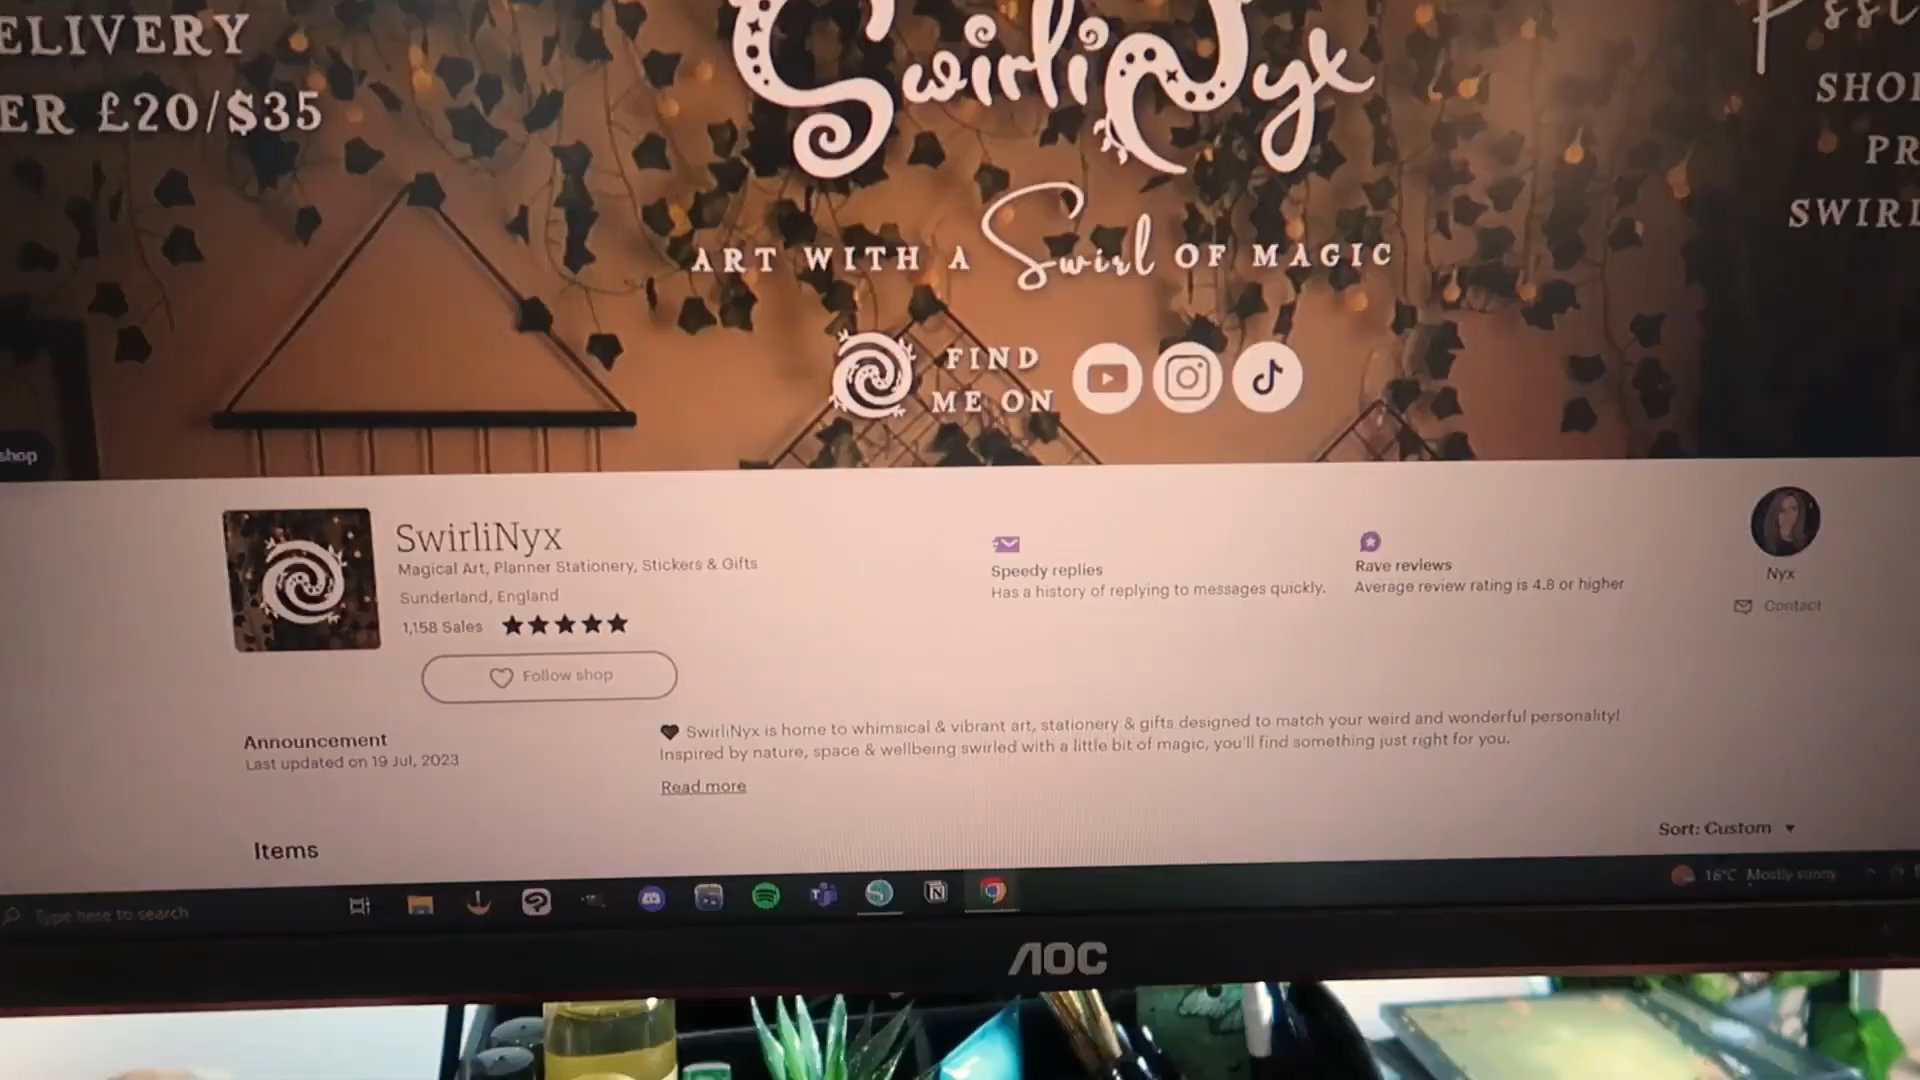 ELIVERY
ER £20/$35
SwirliNyx
ART WITH A Swirl OF MAGIC
FIND
ME ON
Psst
SHO
PR
SWIRL
shop
SwirliNyx
Magical Art, Planner Stationery, Stickers & Gifts
Sunderland, England
1,158 Sales
Follow shop
Speedy replies
Has a history of replying to messages quickly.
Rave reviews
Average review rating is 4.8 or higher
Nyx
Contact
Announcement
Last updated on 19 Jul, 2023
SwirliNyx is home to whimsical & vibrant art, stationery & gifts designed to match your weird and wonderful personality!
Inspired by nature, space & wellbeing swirled with a little bit of magic, you'll find something just right for you.
Read more
Items
Sort: Custom
Type here to search
16°C Mostly sunny
AOC